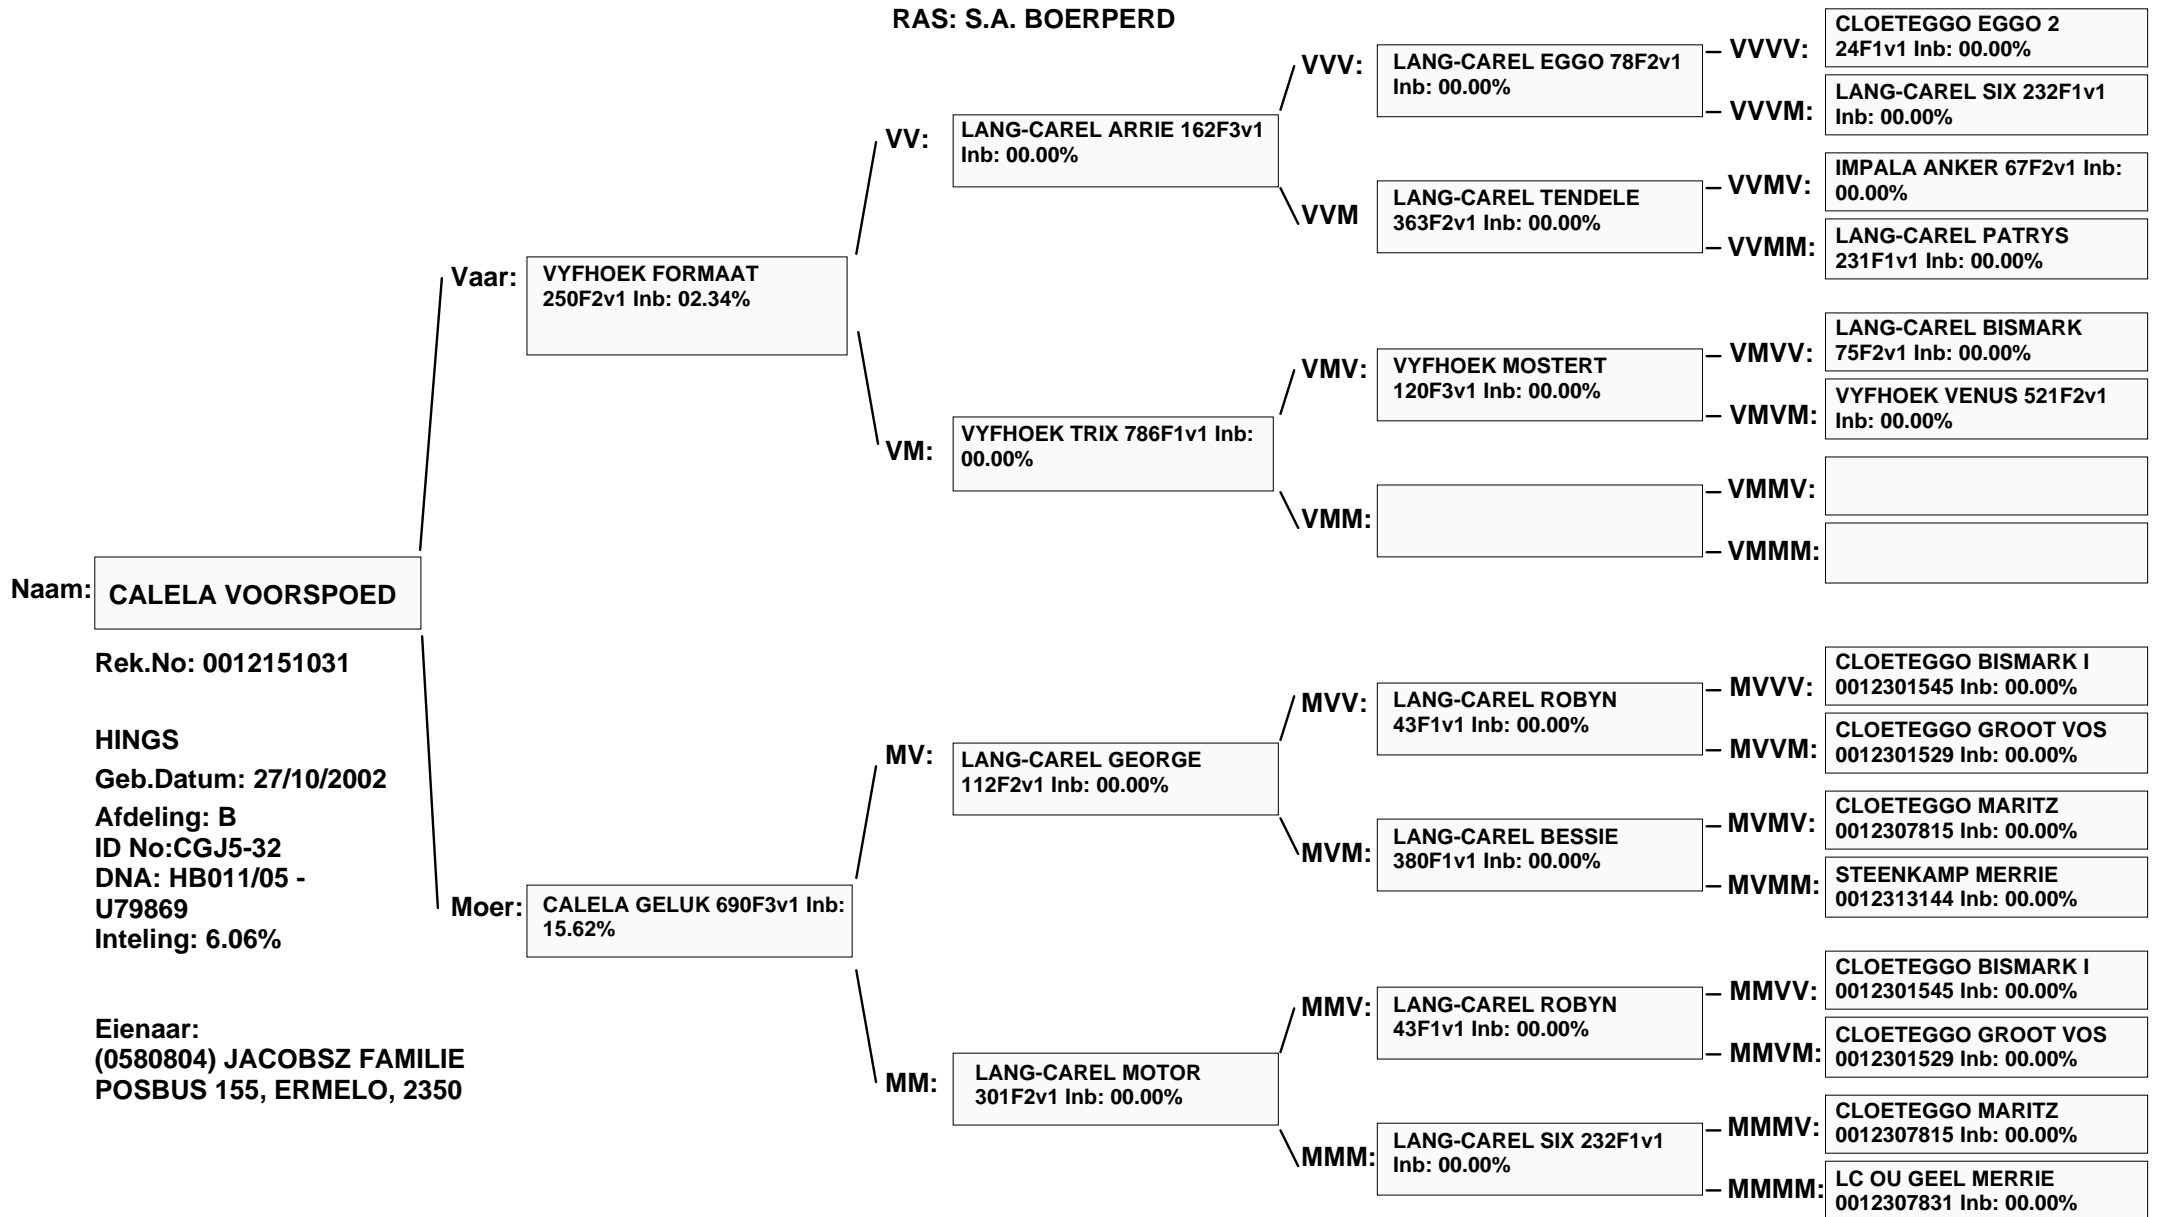 RAS: S.A. BOERPERD
Naam:
CALELA VOORSPOED
Rek.No: 0012151031
HINGS
Geb.Datum: 27/10/2002
Afdeling: B
ID No:CGJ5-32
DNA: HB011/05 -
U79869
Inteling: 6.06%
Eienaar:
(0580804) JACOBSZ FAMILIE
POSBUS 155, ERMELO, 2350
Vaar:
VYFHOEK FORMAAT
250F2v1 Inb: 02.34%
Moer:
CALELA GELUK 690F3v1 Inb:
15.62%
VV:
LANG-CAREL ARRIE 162F3v1
Inb: 00.00%
VM:
VYFHOEK TRIX 786F1v1 Inb:
00.00%
MV:
LANG-CAREL GEORGE
112F2v1 Inb: 00.00%
MM:
LANG-CAREL MOTOR
301F2v1 Inb: 00.00%
VVV:
LANG-CAREL EGGO 78F2v1
Inb: 00.00%
VVM
LANG-CAREL TENDELE
363F2v1 Inb: 00.00%
VMV:
VYFHOEK MOSTERT
120F3v1 Inb: 00.00%
VMM:
MVV:
LANG-CAREL ROBYN
43F1v1 Inb: 00.00%
MVM:
LANG-CAREL BESSIE
380F1v1 Inb: 00.00%
MMV:
LANG-CAREL ROBYN
43F1v1 Inb: 00.00%
MMM:
LANG-CAREL SIX 232F1v1
Inb: 00.00%
– VVVV:
CLOETEGGO EGGO 2
24F1v1 Inb: 00.00%
– VVVM:
LANG-CAREL SIX 232F1v1
Inb: 00.00%
– VVMV:
IMPALA ANKER 67F2v1 Inb:
00.00%
– VVMM:
LANG-CAREL PATRYS
231F1v1 Inb: 00.00%
– VMVV:
LANG-CAREL BISMARK
75F2v1 Inb: 00.00%
– VMVM:
VYFHOEK VENUS 521F2v1
Inb: 00.00%
– VMMV:
– VMMM:
– MVVV:
CLOETEGGO BISMARK I
0012301545 Inb: 00.00%
– MVVM:
CLOETEGGO GROOT VOS
0012301529 Inb: 00.00%
– MVMV:
CLOETEGGO MARITZ
0012307815 Inb: 00.00%
– MVMM:
STEENKAMP MERRIE
0012313144 Inb: 00.00%
– MMVV:
CLOETEGGO BISMARK I
0012301545 Inb: 00.00%
– MMVM:
CLOETEGGO GROOT VOS
0012301529 Inb: 00.00%
– MMMV:
CLOETEGGO MARITZ
0012307815 Inb: 00.00%
– MMMM:
LC OU GEEL MERRIE
0012307831 Inb: 00.00%